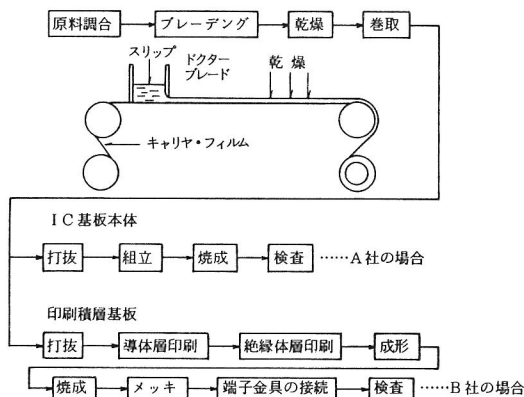 原料調合 ブレーデング 乾燥 巻取
スリップ
ドクター
ブレード
乾 燥
キャリヤ・フィルム
ＩＣ基板本体
打抜 組立 焼成 検査 ……Ａ社の場合
印刷積層基板
打抜 導体層印刷 絶縁体層印刷 成形
焼成 メッキ 端子金具の接続 検査 ……Ｂ社の場合